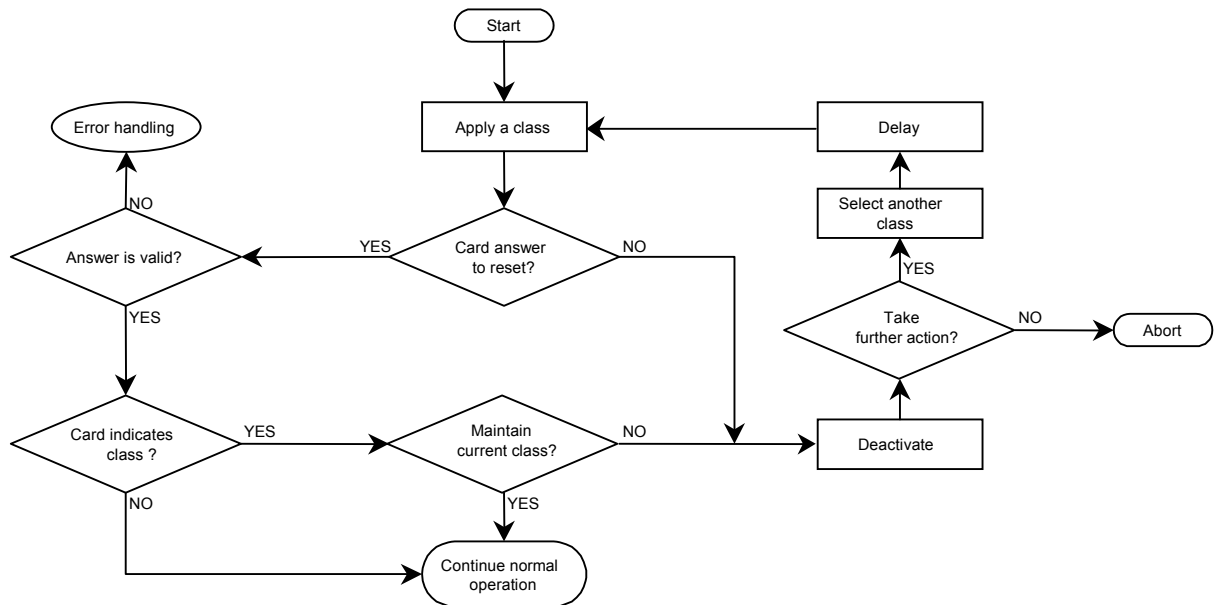 Start
Error handling
Apply a class
Delay
NO
Select another
class
Answer is valid?
YES
Card answer
to reset?
NO
YES
YES
Take
further action?
NO
Abort
Card indicates
class ?
YES
Maintain
current class?
NO
Deactivate
NO
YES
Continue normal
operation